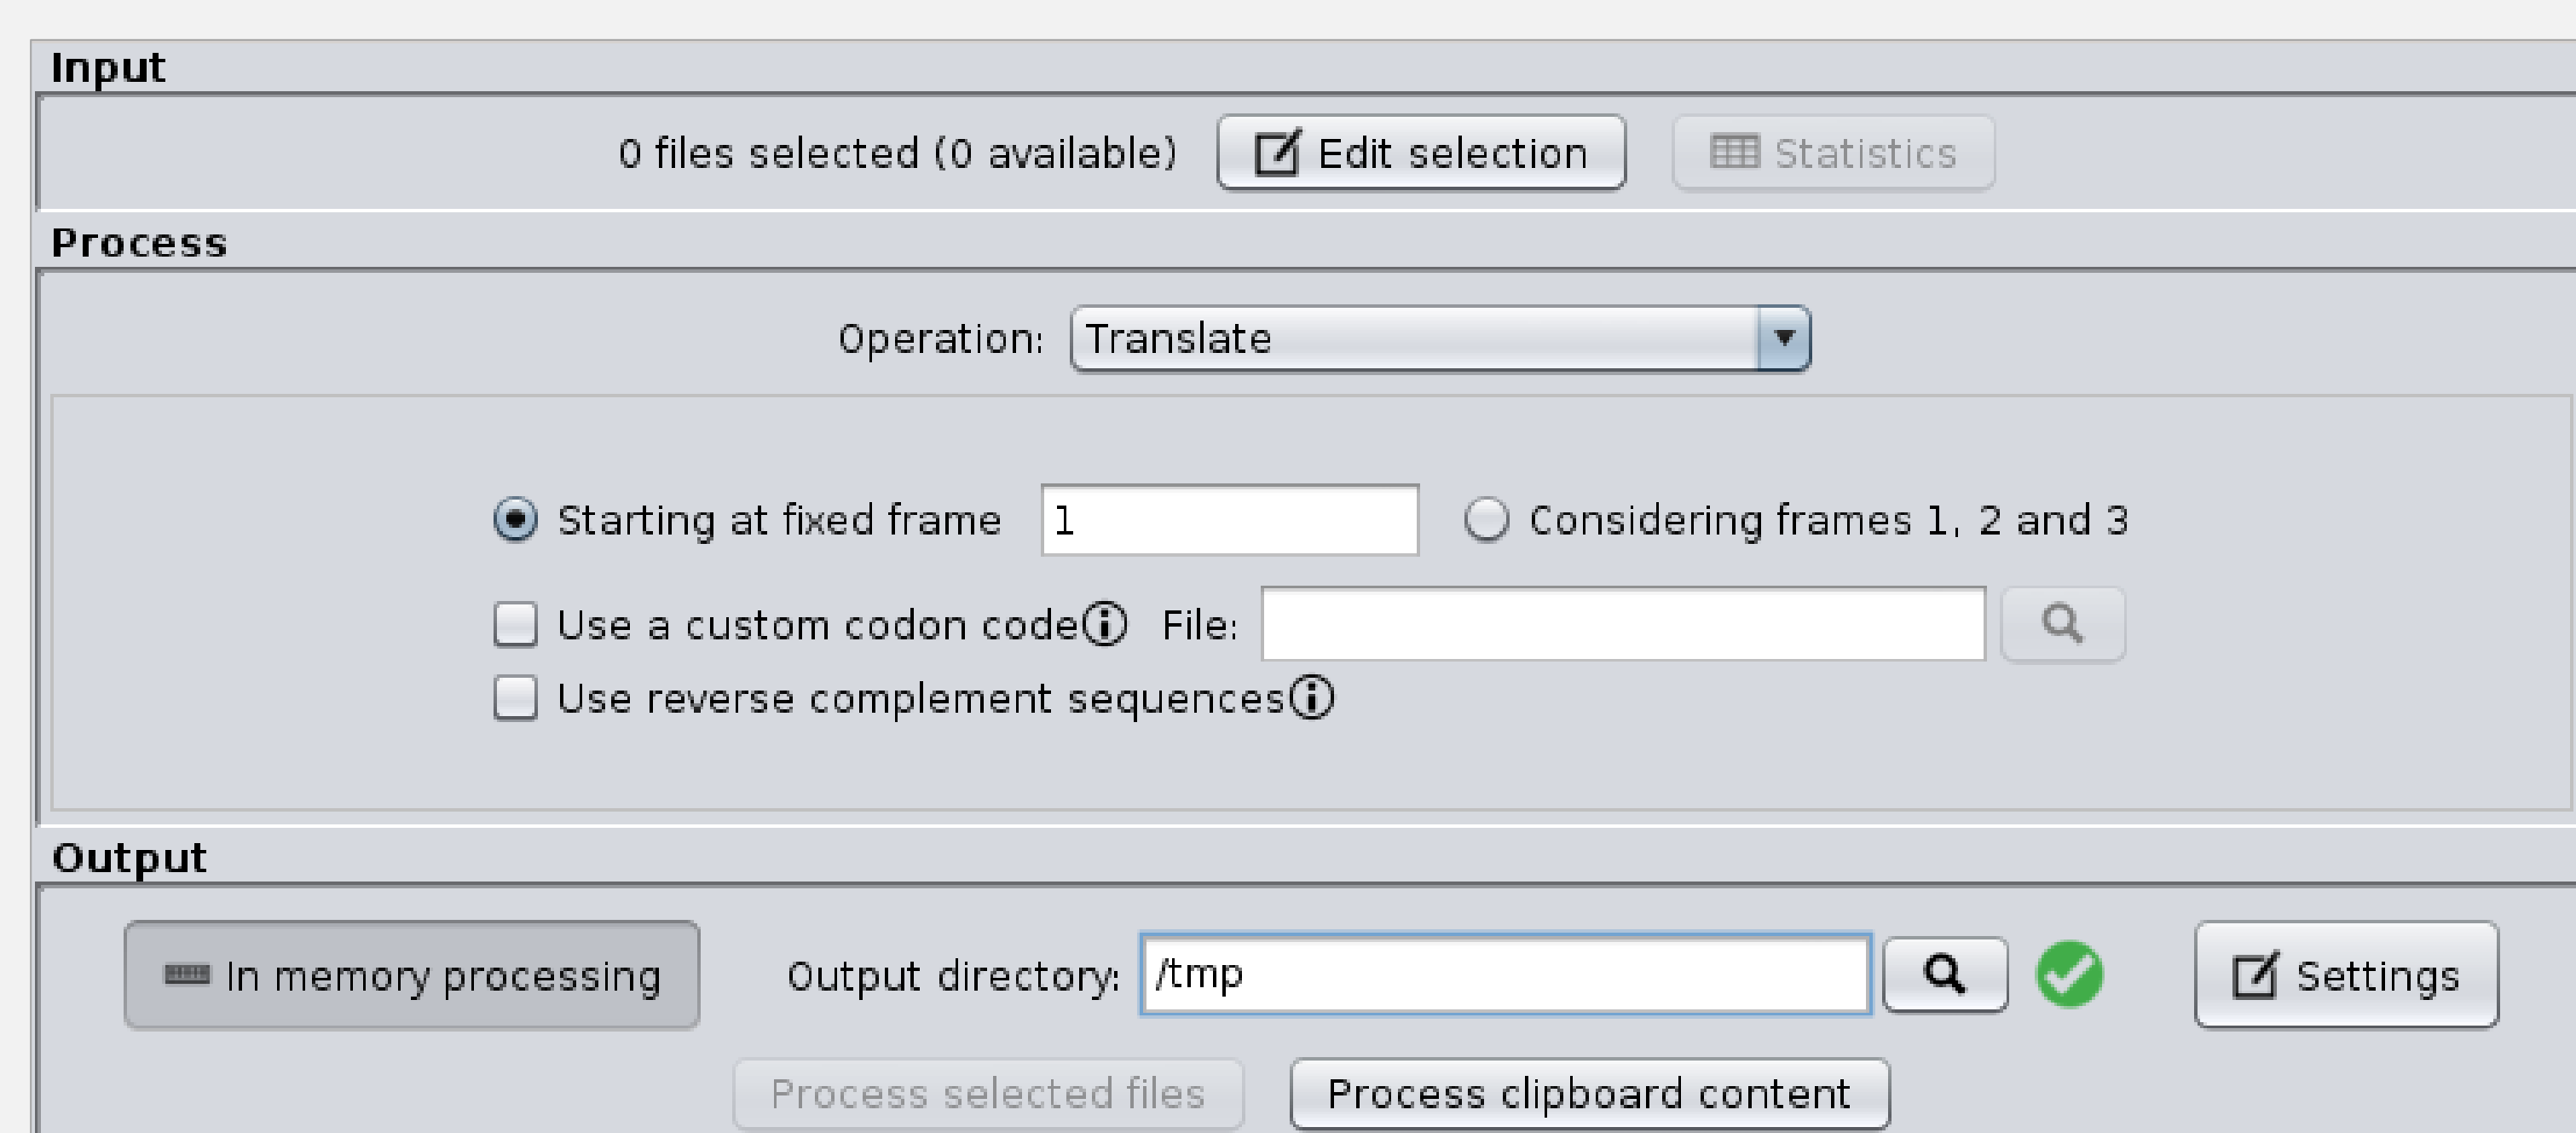 Input
0 files selected (0 available) Edit selection Statistics
Process
Operation: Translate
Starting at fixed frame 1 Considering frames 1, 2 and 3
Use a custom codon code File:
Use reverse complement sequences
Output
In memory processing Output directory: /tmp Settings
Process selected files Process clipboard content